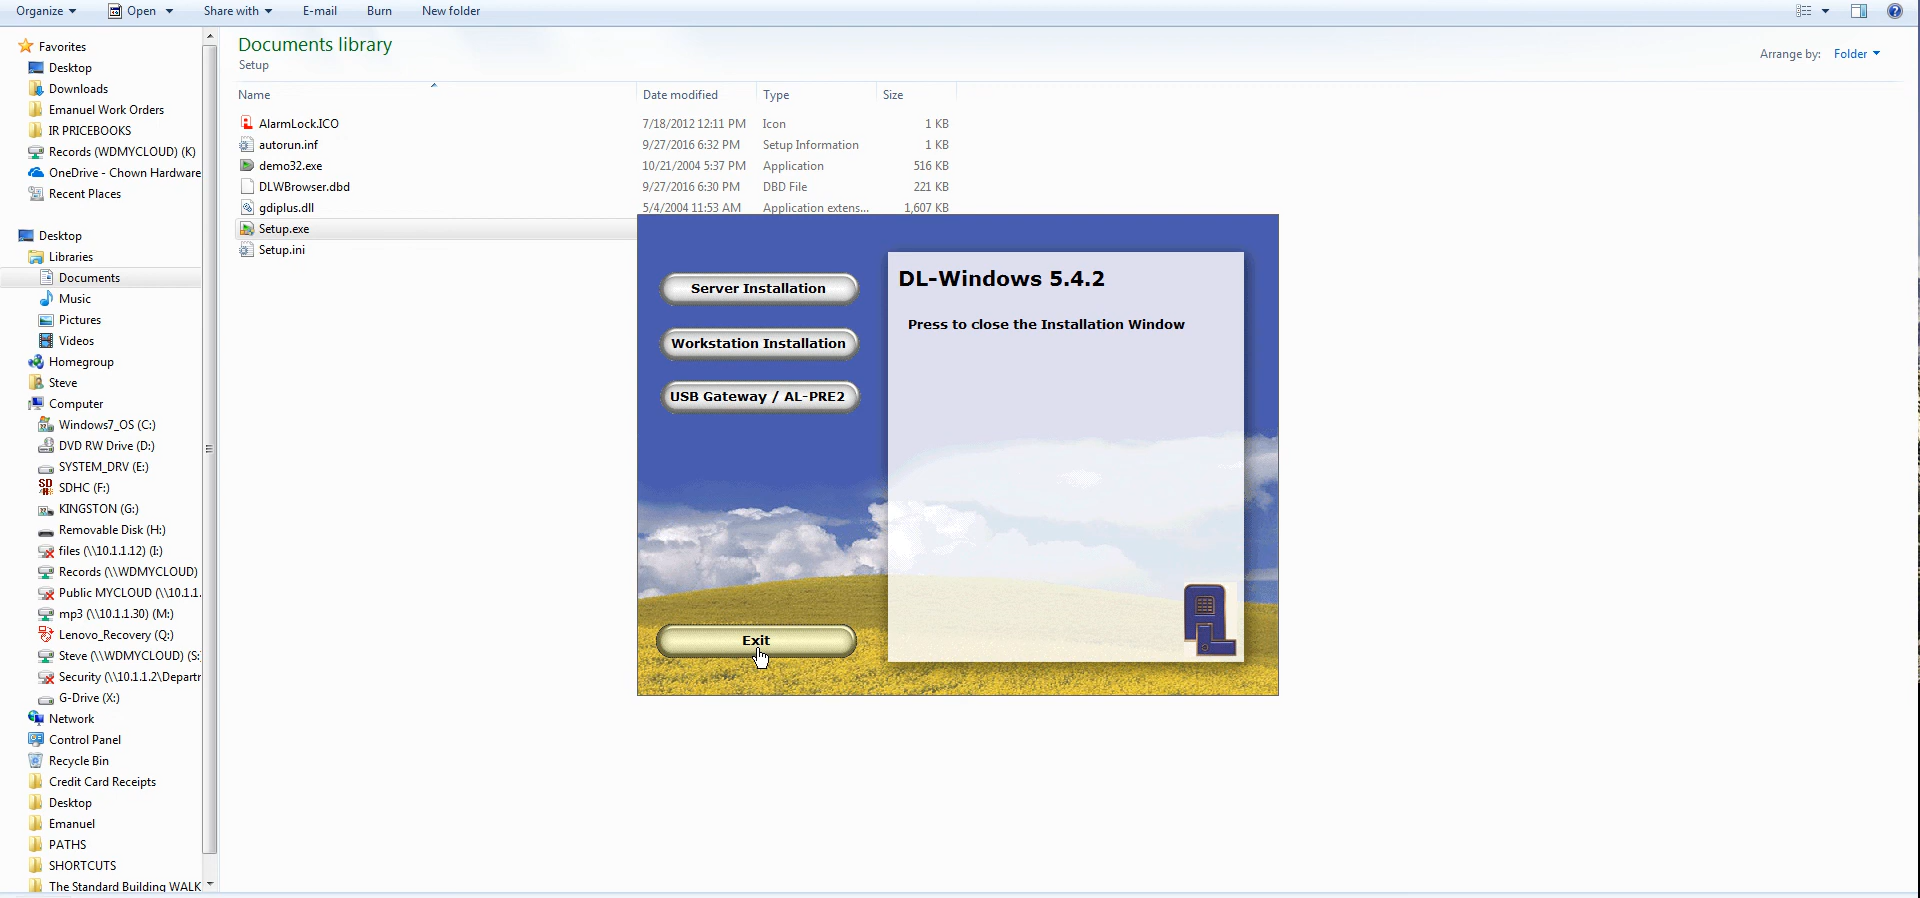 Organize Open Share with E-mail Burn New folder
Favorites
Desktop
Downloads
Emanuel Work Orders
IR PRICEBOOKS
Records (WDMYCLOUD) (K)
OneDrive - Chown Hardware
Recent Places
Desktop
Libraries
Documents
Music
Pictures
Videos
Homegroup
Steve
Computer
Windows7_OS (C:)
DVD RW Drive (D:)
SYSTEM_DRV (E:)
SDHC (F:)
KINGSTON (G:)
Removable Disk (H:)
files (\\10.1.1.12) (I:)
Records (\\WDMYCLOUD)
Public MYCLOUD (\\10.1.1.
mp3 (\\10.1.1.30) (M:)
Lenovo_Recovery (Q:)
Steve (\\WDMYCLOUD) (S:
Security (\\10.1.1.2\Departr
G-Drive (X:)
Network
Control Panel
Recycle Bin
Credit Card Receipts
Desktop
Emanuel
PATHS
SHORTCUTS
The Standard Building WALK
Documents library
Setup
Arrange by: Folder
Name Date modified Type Size
AlarmLock.ICO 7/18/2012 12:11 PM Icon 1 KB
autorun.inf 9/27/2016 6:32 PM Setup Information 1 KB
demo32.exe 10/21/2004 5:37 PM Application 516 KB
DLWBrowser.dbd 9/27/2016 6:30 PM DBD File 221 KB
gdiplus.dll 5/4/2004 11:53 AM Application extens... 1,607 KB
Setup.exe
Setup.ini
Server Installation
Workstation Installation
USB Gateway / AL-PRE2
Exit
DL-Windows 5.4.2
Press to close the Installation Window